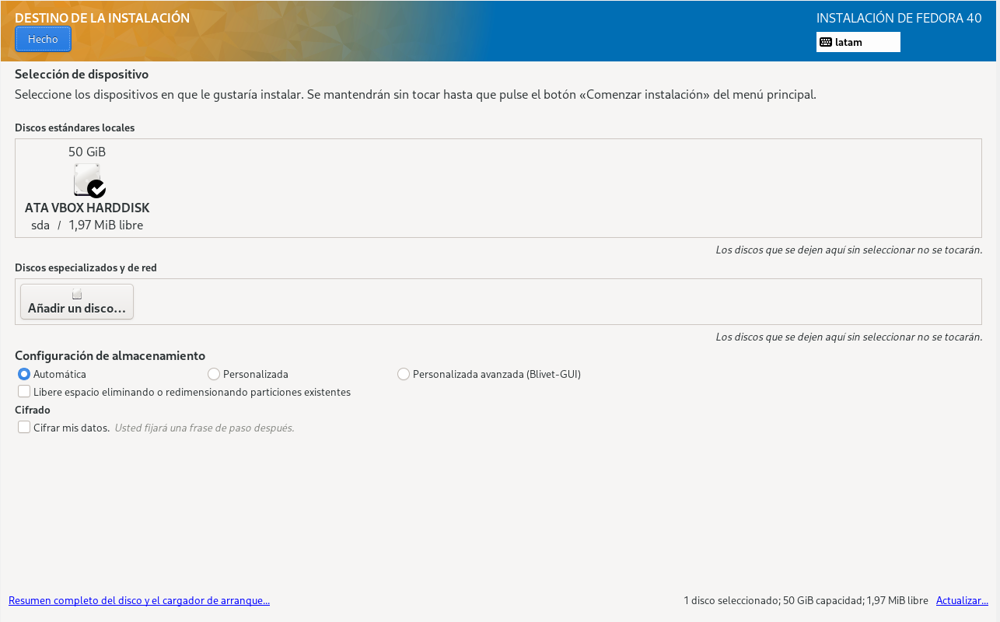 DESTINO DE LA INSTALACIÓN
INSTALACIÓN DE FEDORA 40
Hecho
latam
Selección de dispositivo
Seleccione los dispositivos en que le gustaría instalar. Se mantendrán sin tocar hasta que pulse el botón «Comenzar instalación» del menú principal.
Discos estándares locales
50 GiB
ATA VBOX HARDDISK
sda / 1,97 MiB libre
Los discos que se dejen aquí sin seleccionar no se tocarán.
Discos especializados y de red
Añadir un disco...
Los discos que se dejen aquí sin seleccionar no se tocarán.
Configuración de almacenamiento
Automática Personalizada Personalizada avanzada (Blivet-GUI)
Libere espacio eliminando o redimensionando particiones existentes
Cifrado
Cifrar mis datos. Usted fijará una frase de paso después.
Resumen completo del disco y el cargador de arranque... 1 disco seleccionado; 50 GiB capacidad; 1,97 MiB libre Actualizar...